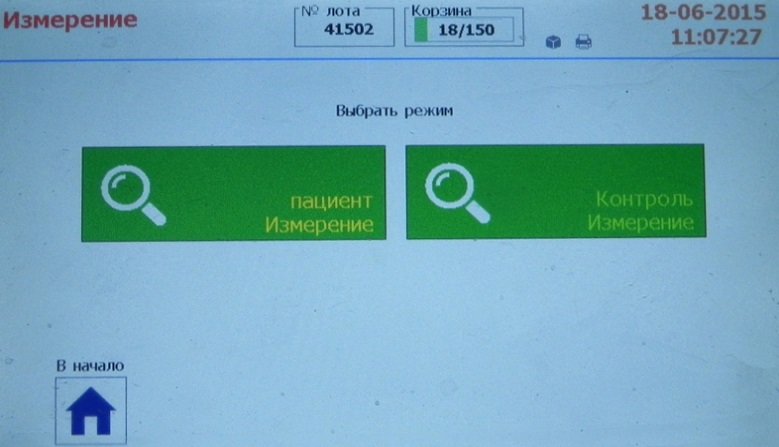 Измерение
№ лота
41502
Корзина
18/150
18-06-2015
11:07:27
Выбрать режим
пациент
Измерение
Контроль
Измерение
В начало